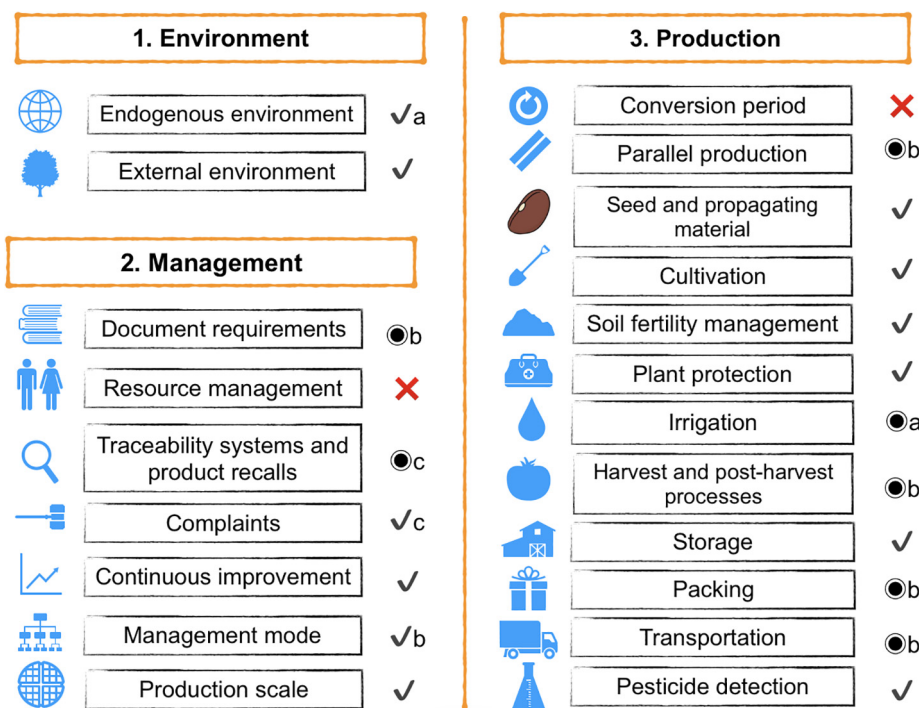 1. Environment
Endogenous environment ✓a
External environment ✓
2. Management
Document requirements ◉b
Resource management ✕
Traceability systems and
product recalls ◉c
Complaints ✓c
Continuous improvement ✓
Management mode ✓b
Production scale ✓
3. Production
Conversion period ✕
Parallel production ◉b
Seed and propagating
material ✓
Cultivation ✓
Soil fertility management ✓
Plant protection ✓
Irrigation ◉a
Harvest and post-harvest
processes ◉b
Storage ✓
Packing ◉b
Transportation ◉b
Pesticide detection ✓